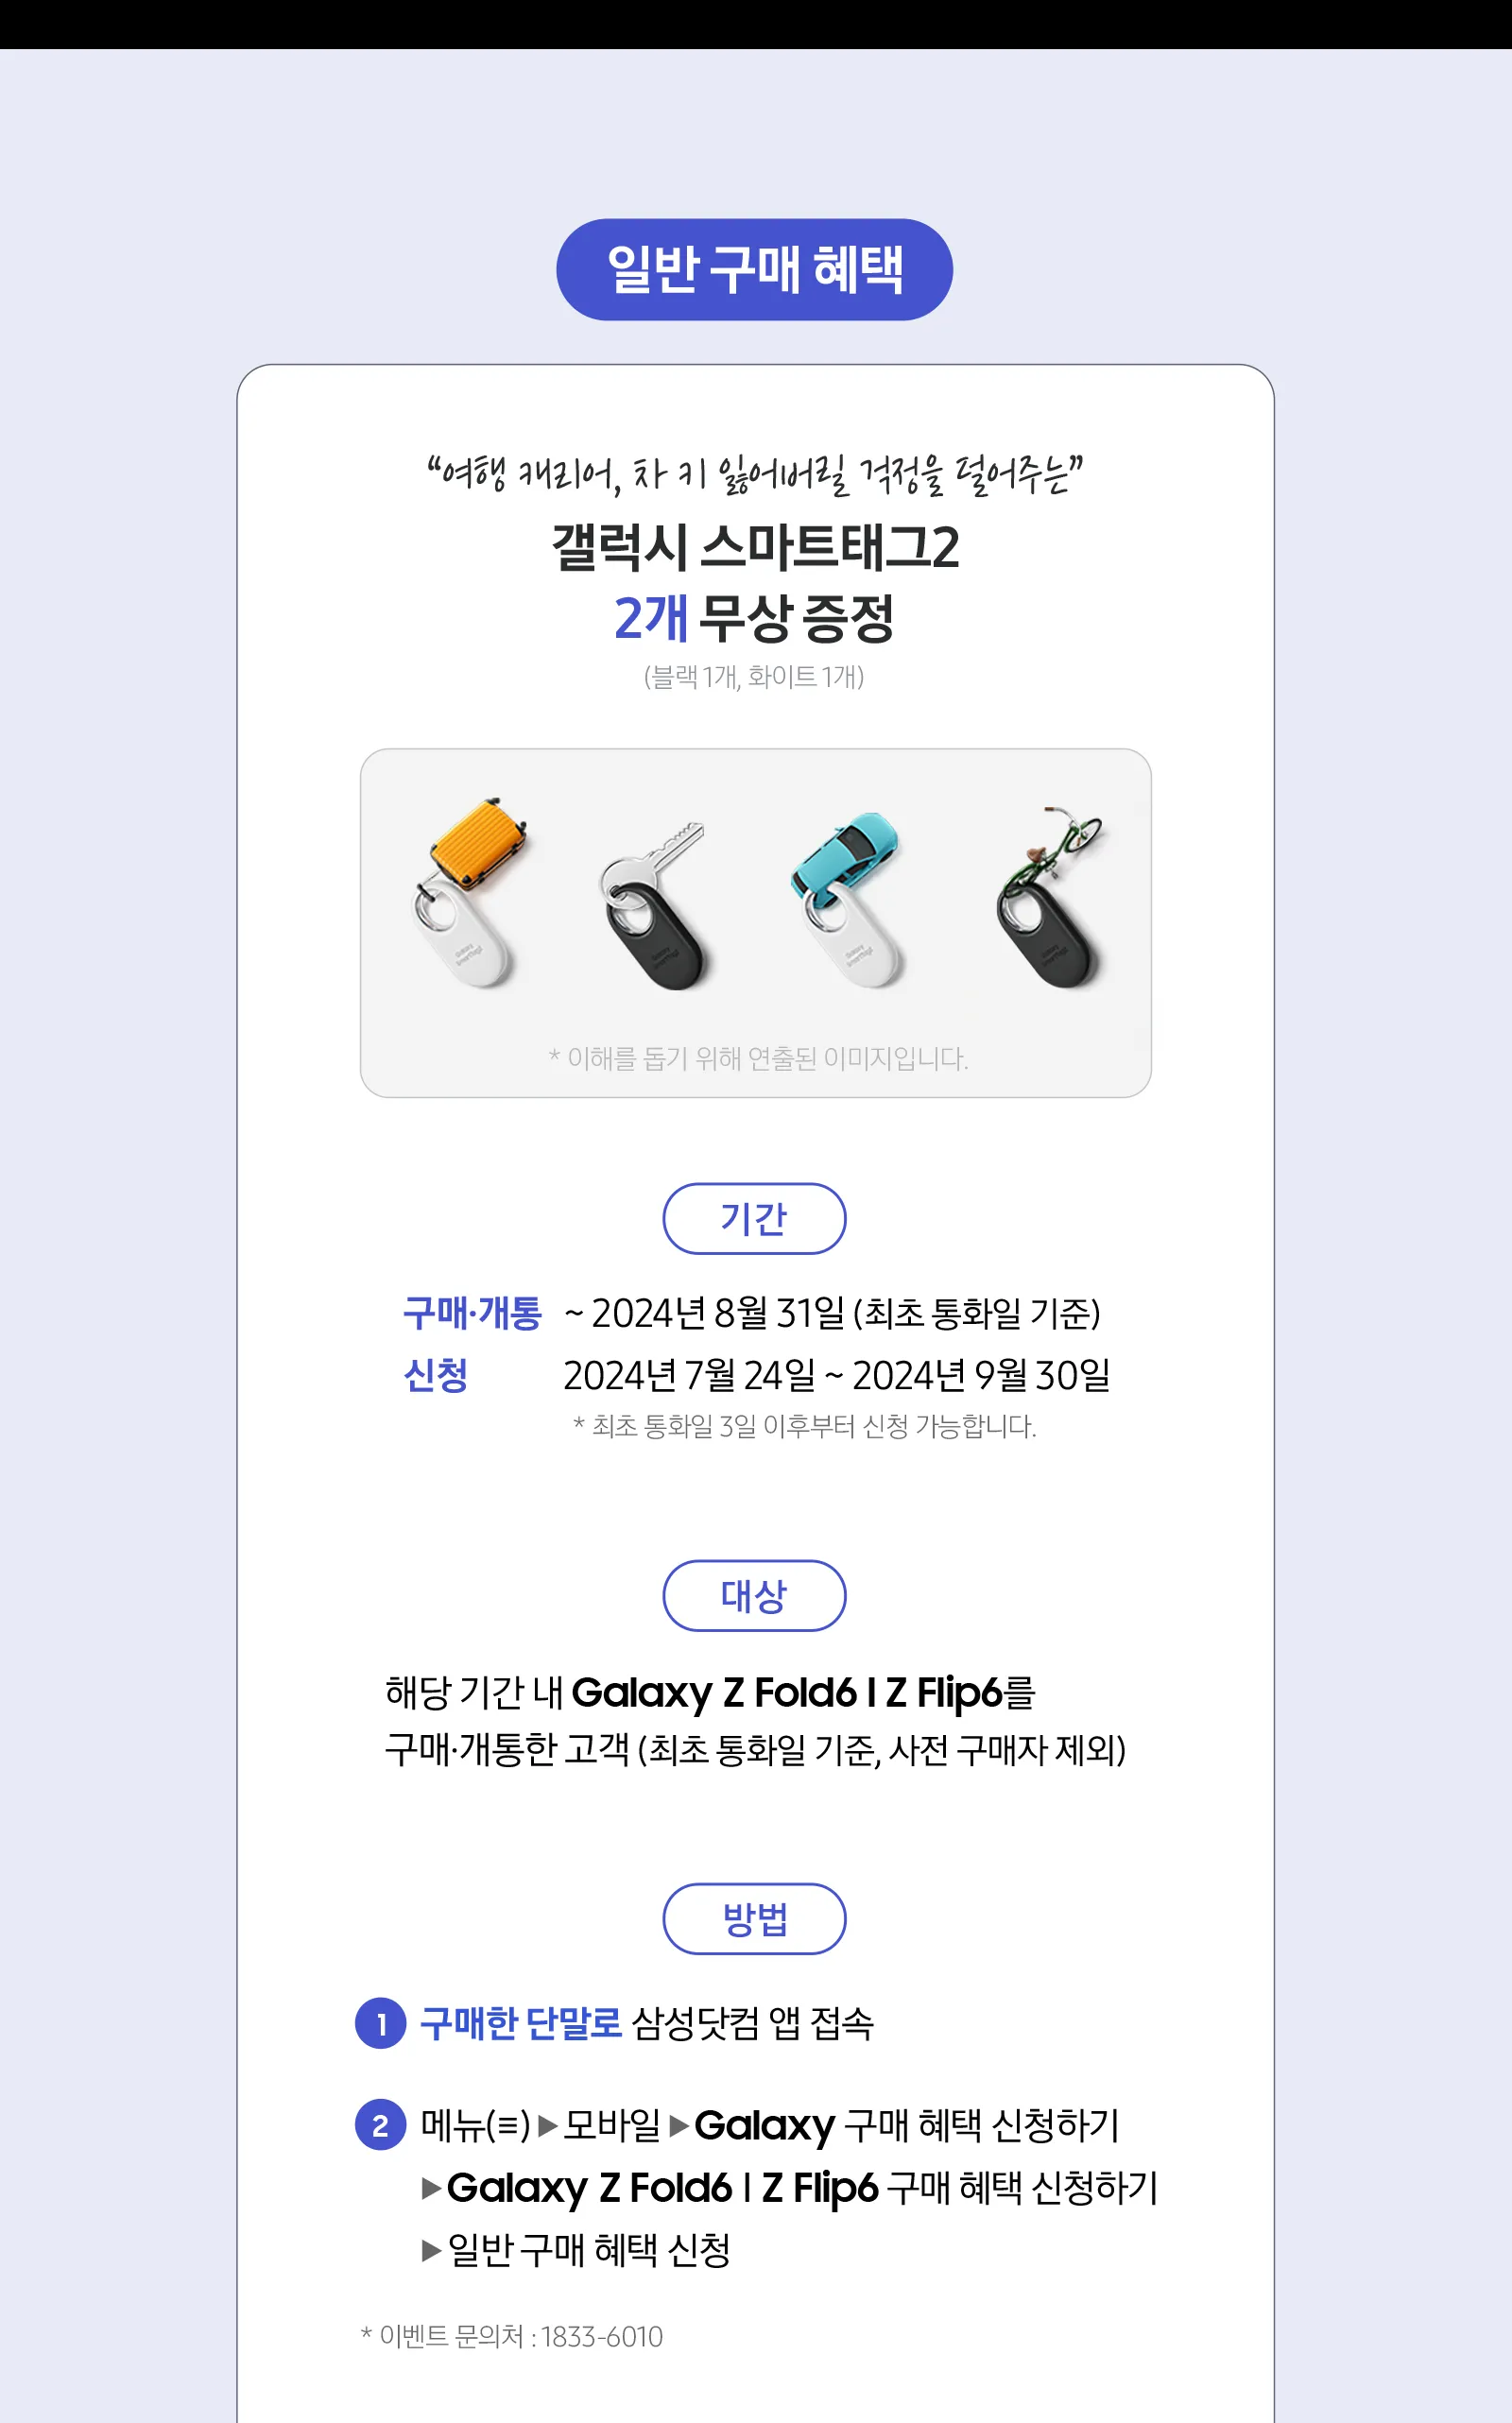 일반 구매 혜택
“여행 캐리어, 차 키 잃어버릴 걱정을 덜어주는”
갤럭시 스마트태그2
2개 무상 증정
(블랙 1개, 화이트 1개)
* 이해를 돕기 위해 연출된 이미지입니다.
기간
구매·개통 ~ 2024년 8월 31일 (최초 통화일 기준)
신청 2024년 7월 24일 ~ 2024년 9월 30일
* 최초 통화일 3일 이후부터 신청 가능합니다.
대상
해당 기간 내 Galaxy Z Fold6 I Z Flip6를
구매·개통한 고객 (최초 통화일 기준, 사전 구매자 제외)
방법
1 구매한 단말로 삼성닷컴 앱 접속
2 메뉴(≡) ▶ 모바일 ▶ Galaxy 구매 혜택 신청하기
▶ Galaxy Z Fold6 l Z Flip6 구매 혜택 신청하기
▶ 일반 구매 혜택 신청
* 이벤트 문의처 : 1833-6010